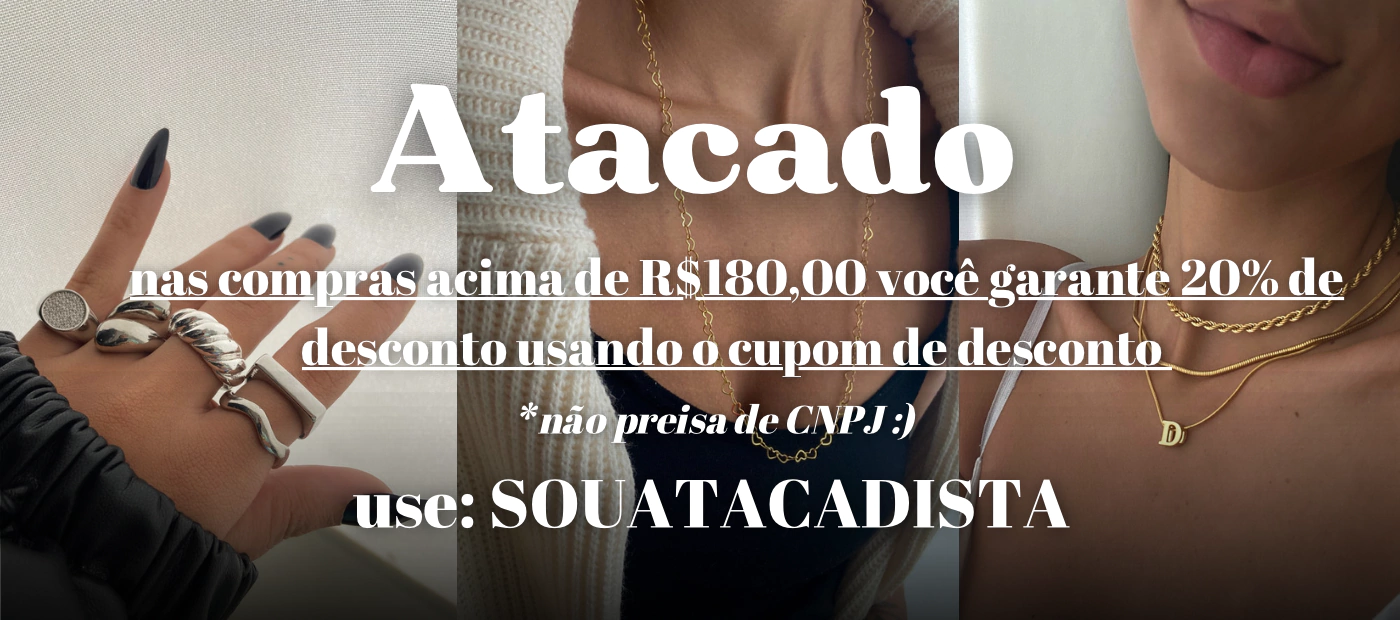 Atacado
nas compras acima de R$180,00 você garante 20% de
desconto usando o cupom de desconto
*não preisa de CNPJ :)
use: SOUATACADISTA
D